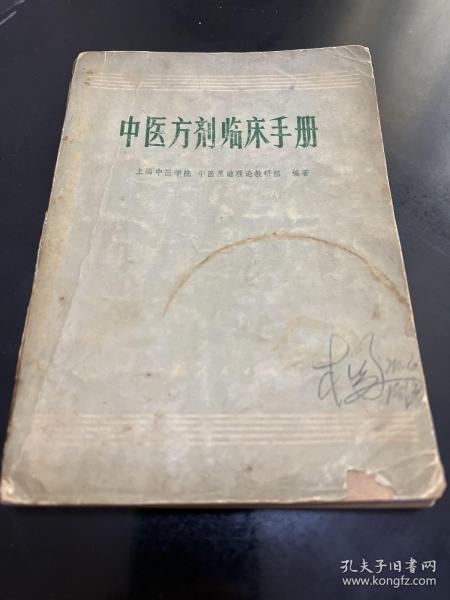 中医方剂临床手册
上海中医学院 中医基础理论教研组 编著
孔夫子旧书网
www.kongfz.com